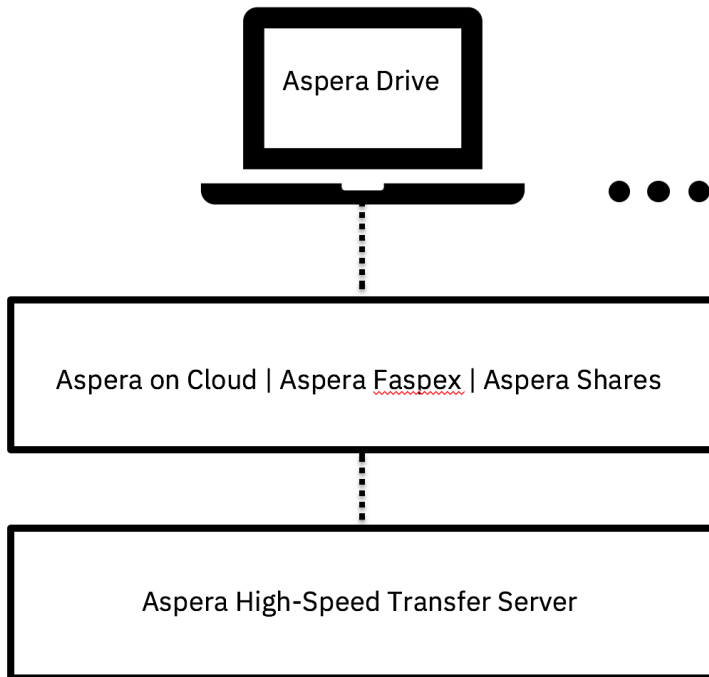 Aspera Drive
Aspera on Cloud | Aspera Faspex | Aspera Shares
Aspera High-Speed Transfer Server